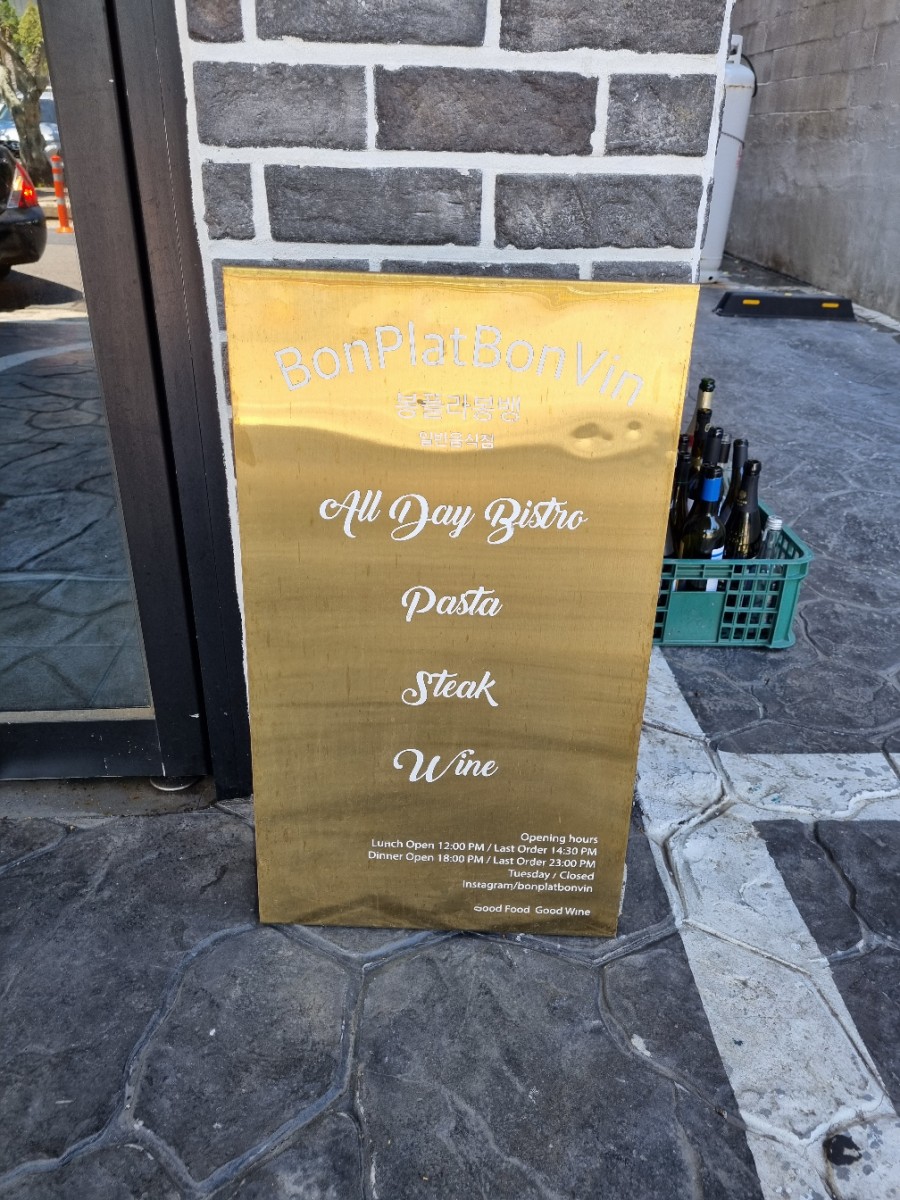 BonPlatBonVin
봉플라봉뱅
일반음식점
All Day Bistro
Pasta
Steak
Wine
Opening hours
Lunch Open 12:00 PM / Last Order 14:30 PM
Dinner Open 18:00 PM / Last Order 23:00 PM
Tuesday / Closed
Instagram/bonplatbonvin
Good Food Good Wine